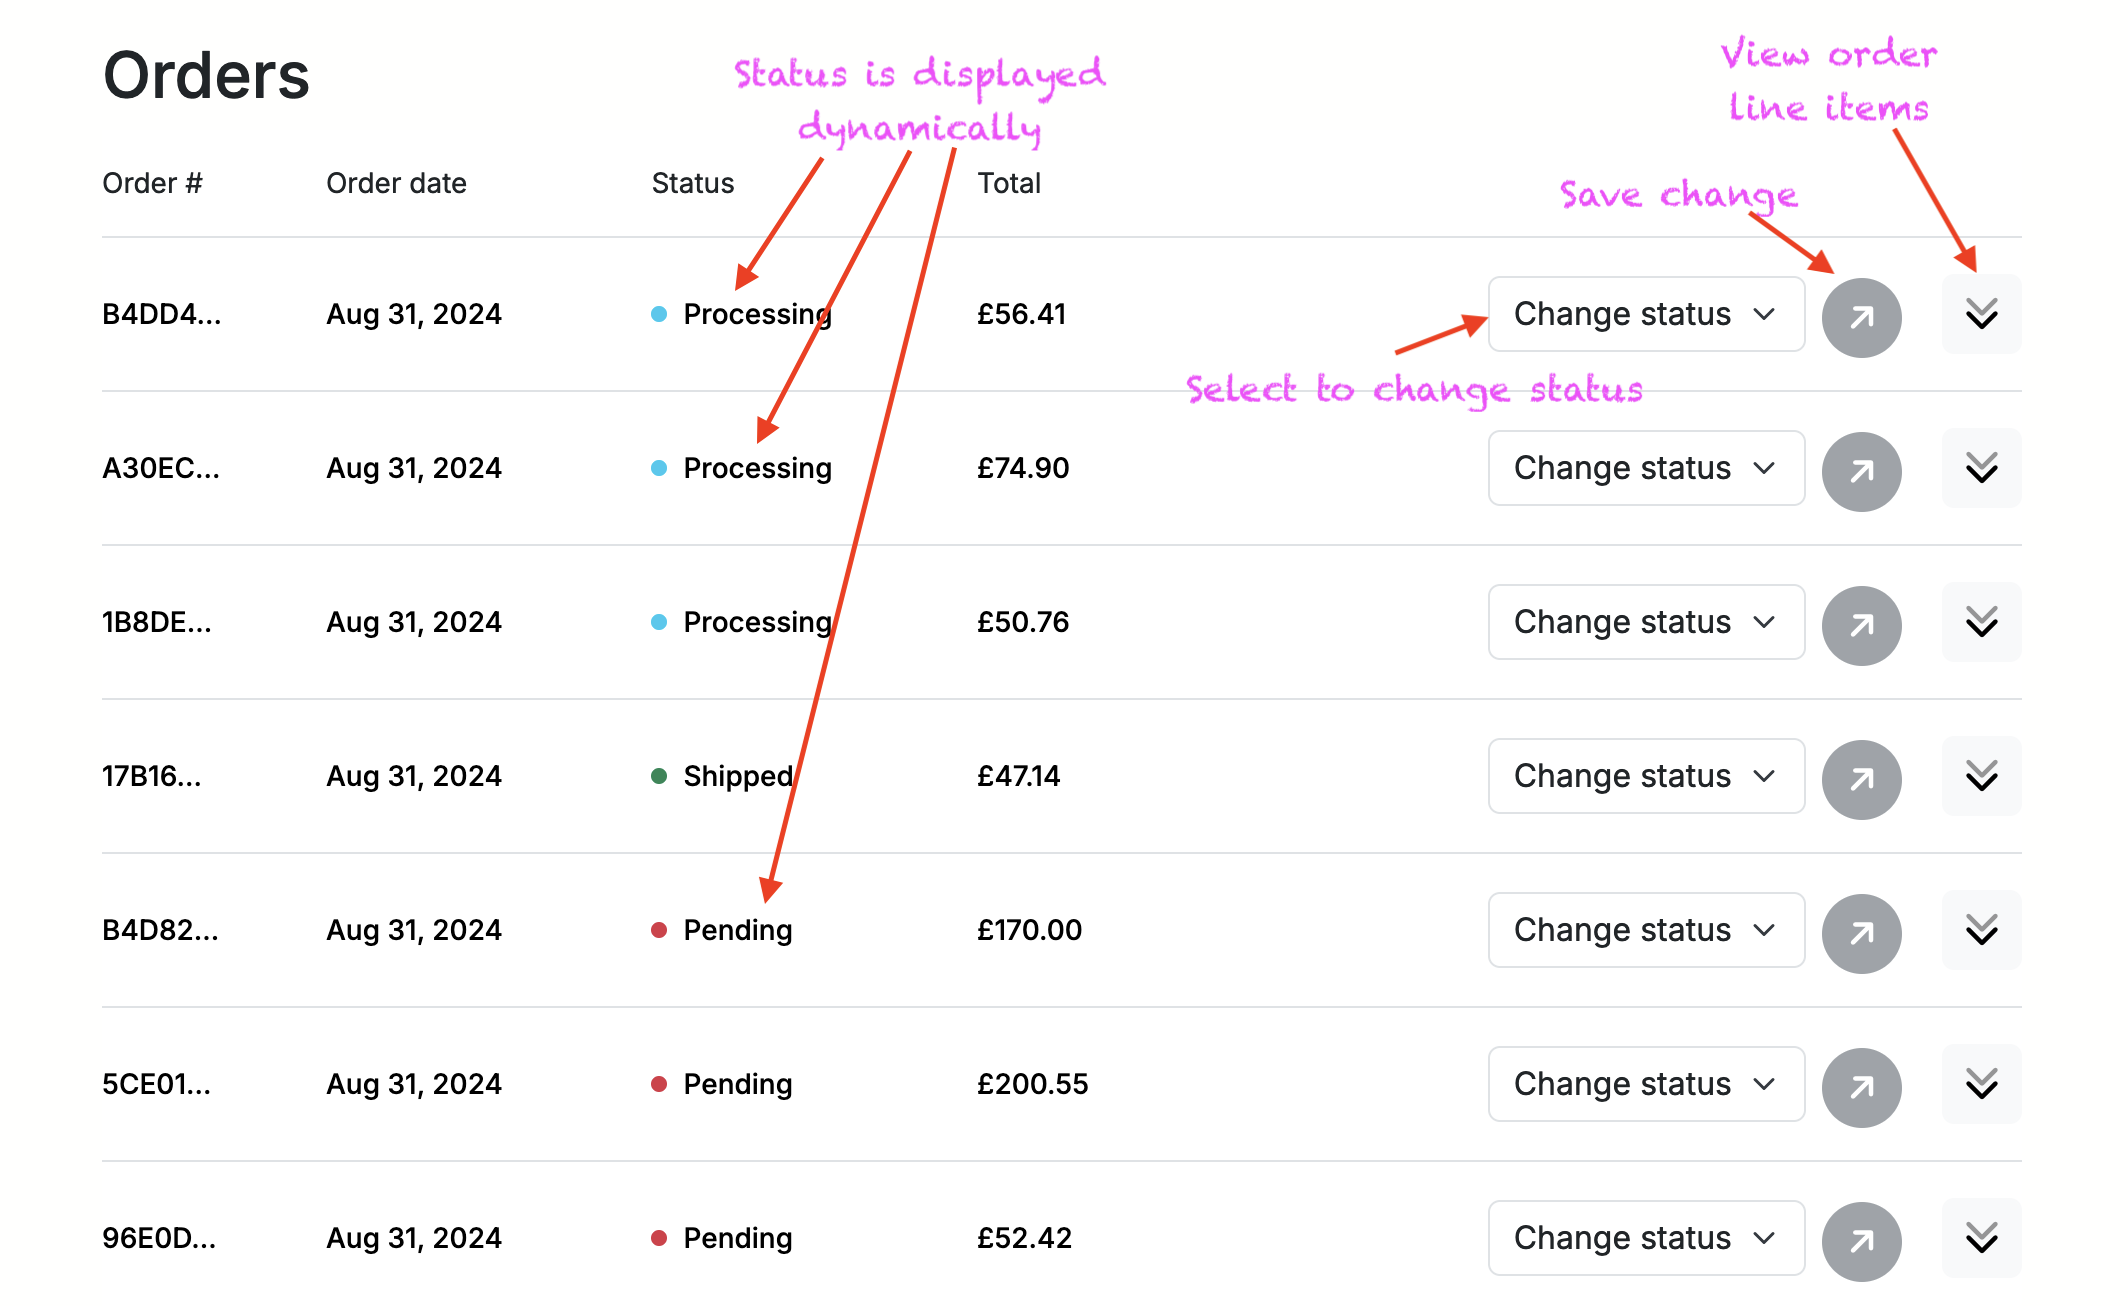 Orders
Status is displayed
dynamically
View order
line items
Save change
Order # Order date Status Total
B4DD4... Aug 31, 2024 Processing £56.41 Change status
Select to change status
A30EC... Aug 31, 2024 Processing £74.90 Change status
1B8DE... Aug 31, 2024 Processing £50.76 Change status
17B16... Aug 31, 2024 Shipped £47.14 Change status
B4D82... Aug 31, 2024 Pending £170.00 Change status
5CE01... Aug 31, 2024 Pending £200.55 Change status
96E0D... Aug 31, 2024 Pending £52.42 Change status